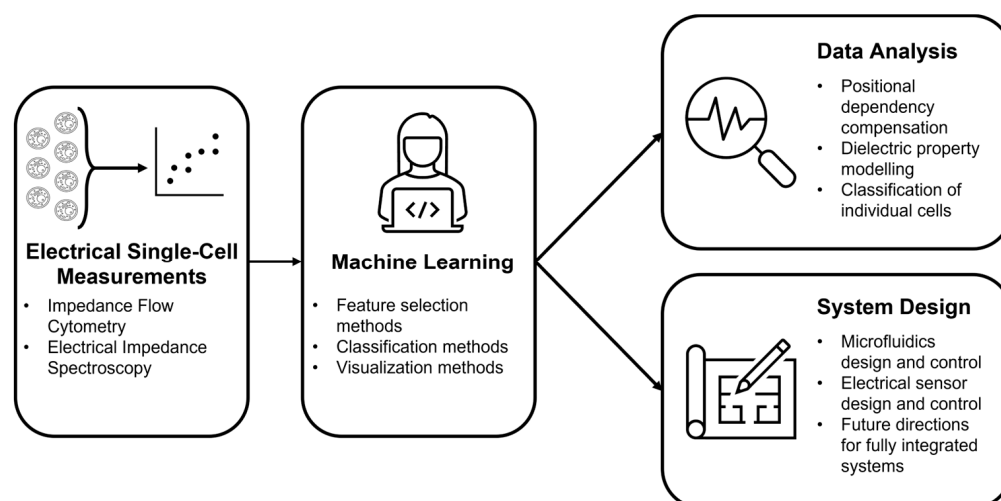 Electrical Single-Cell
Measurements
• Impedance Flow
Cytometry
• Electrical Impedance
Spectroscopy
</>
Machine Learning
• Feature selection
methods
• Classification methods
• Visualization methods
Data Analysis
• Positional
dependency
compensation
• Dielectric property
modelling
• Classification of
individual cells
System Design
• Microfluidics
design and control
• Electrical sensor
design and control
• Future directions
for fully integrated
systems